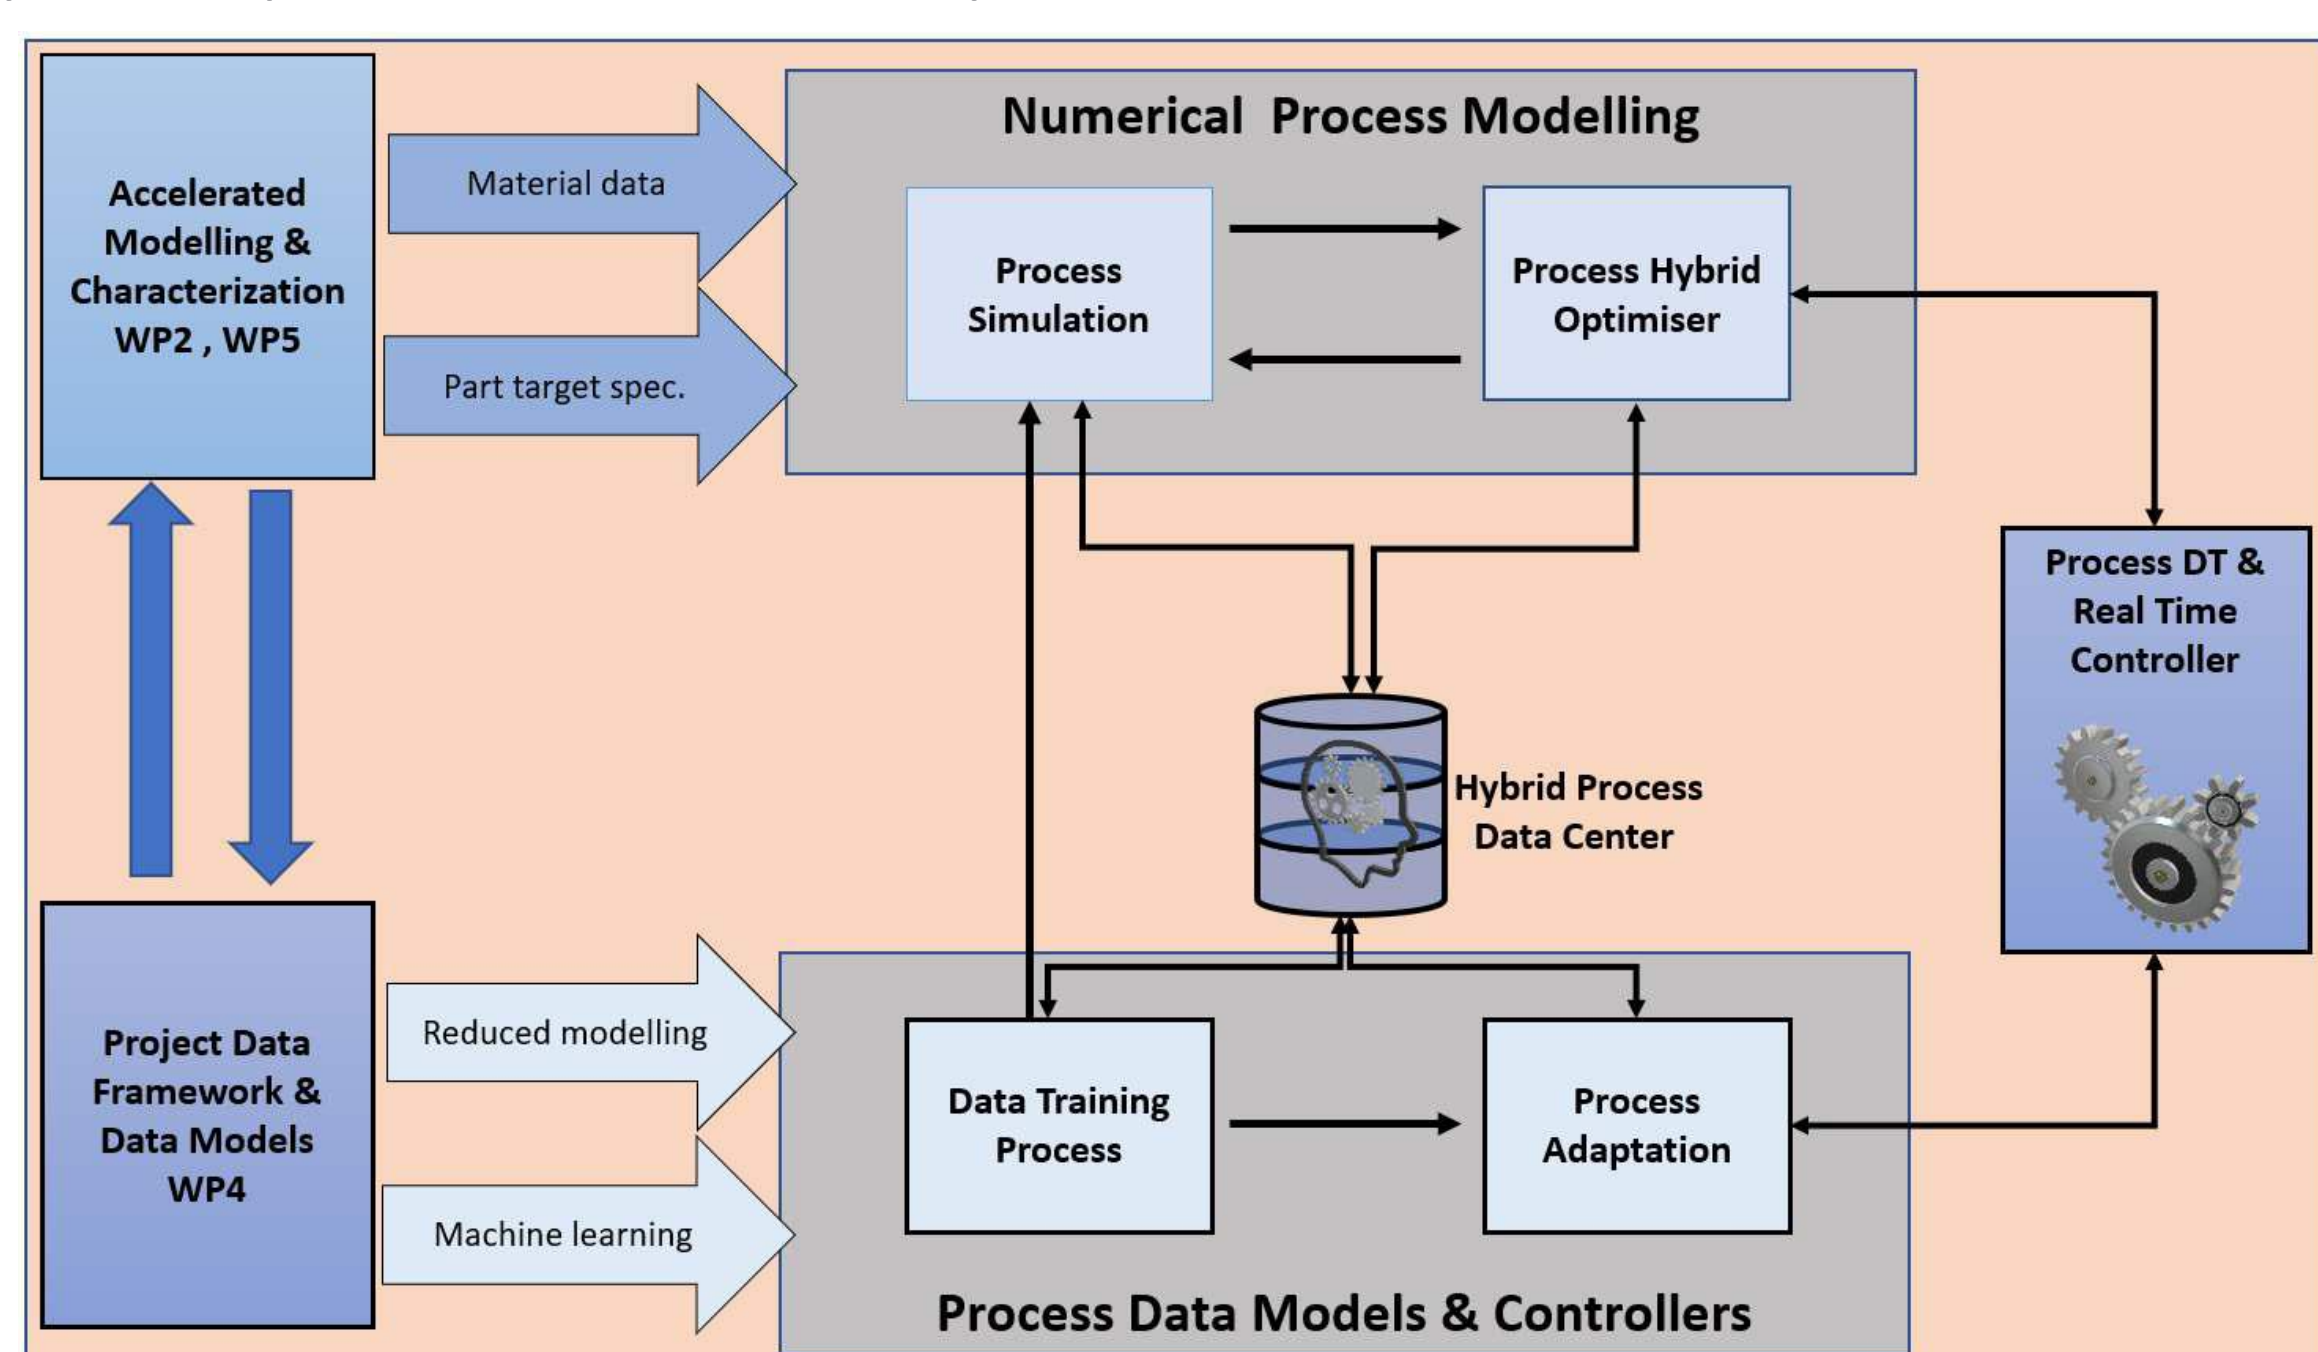 Accelerated
Modelling &
Characterization
WP2 , WP5
Material data
Part target spec.
Numerical  Process Modelling
Process
Simulation
Process Hybrid
Optimiser
Process DT &
Real Time
Controller
Hybrid Process
Data Center
Project Data
Framework &
Data Models
WP4
Reduced modelling
Machine learning
Data Training
Process
Process
Adaptation
Process Data Models & Controllers